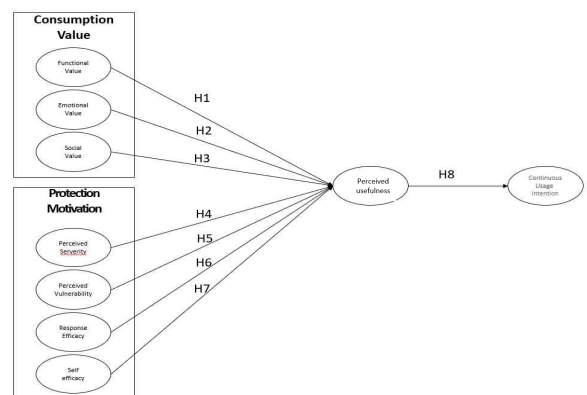 Consumption
Value
Functional
Value
Emotional
Value
Social
Value
H1
H2
H3
Protection
Motivation
Perceived
Serverity
Perceived
Vulnerability
Response
Efficacy
Self
efficacy
H4
H5
H6
H7
Perceived
usefulness
H8
Continuous
Usage
Intention